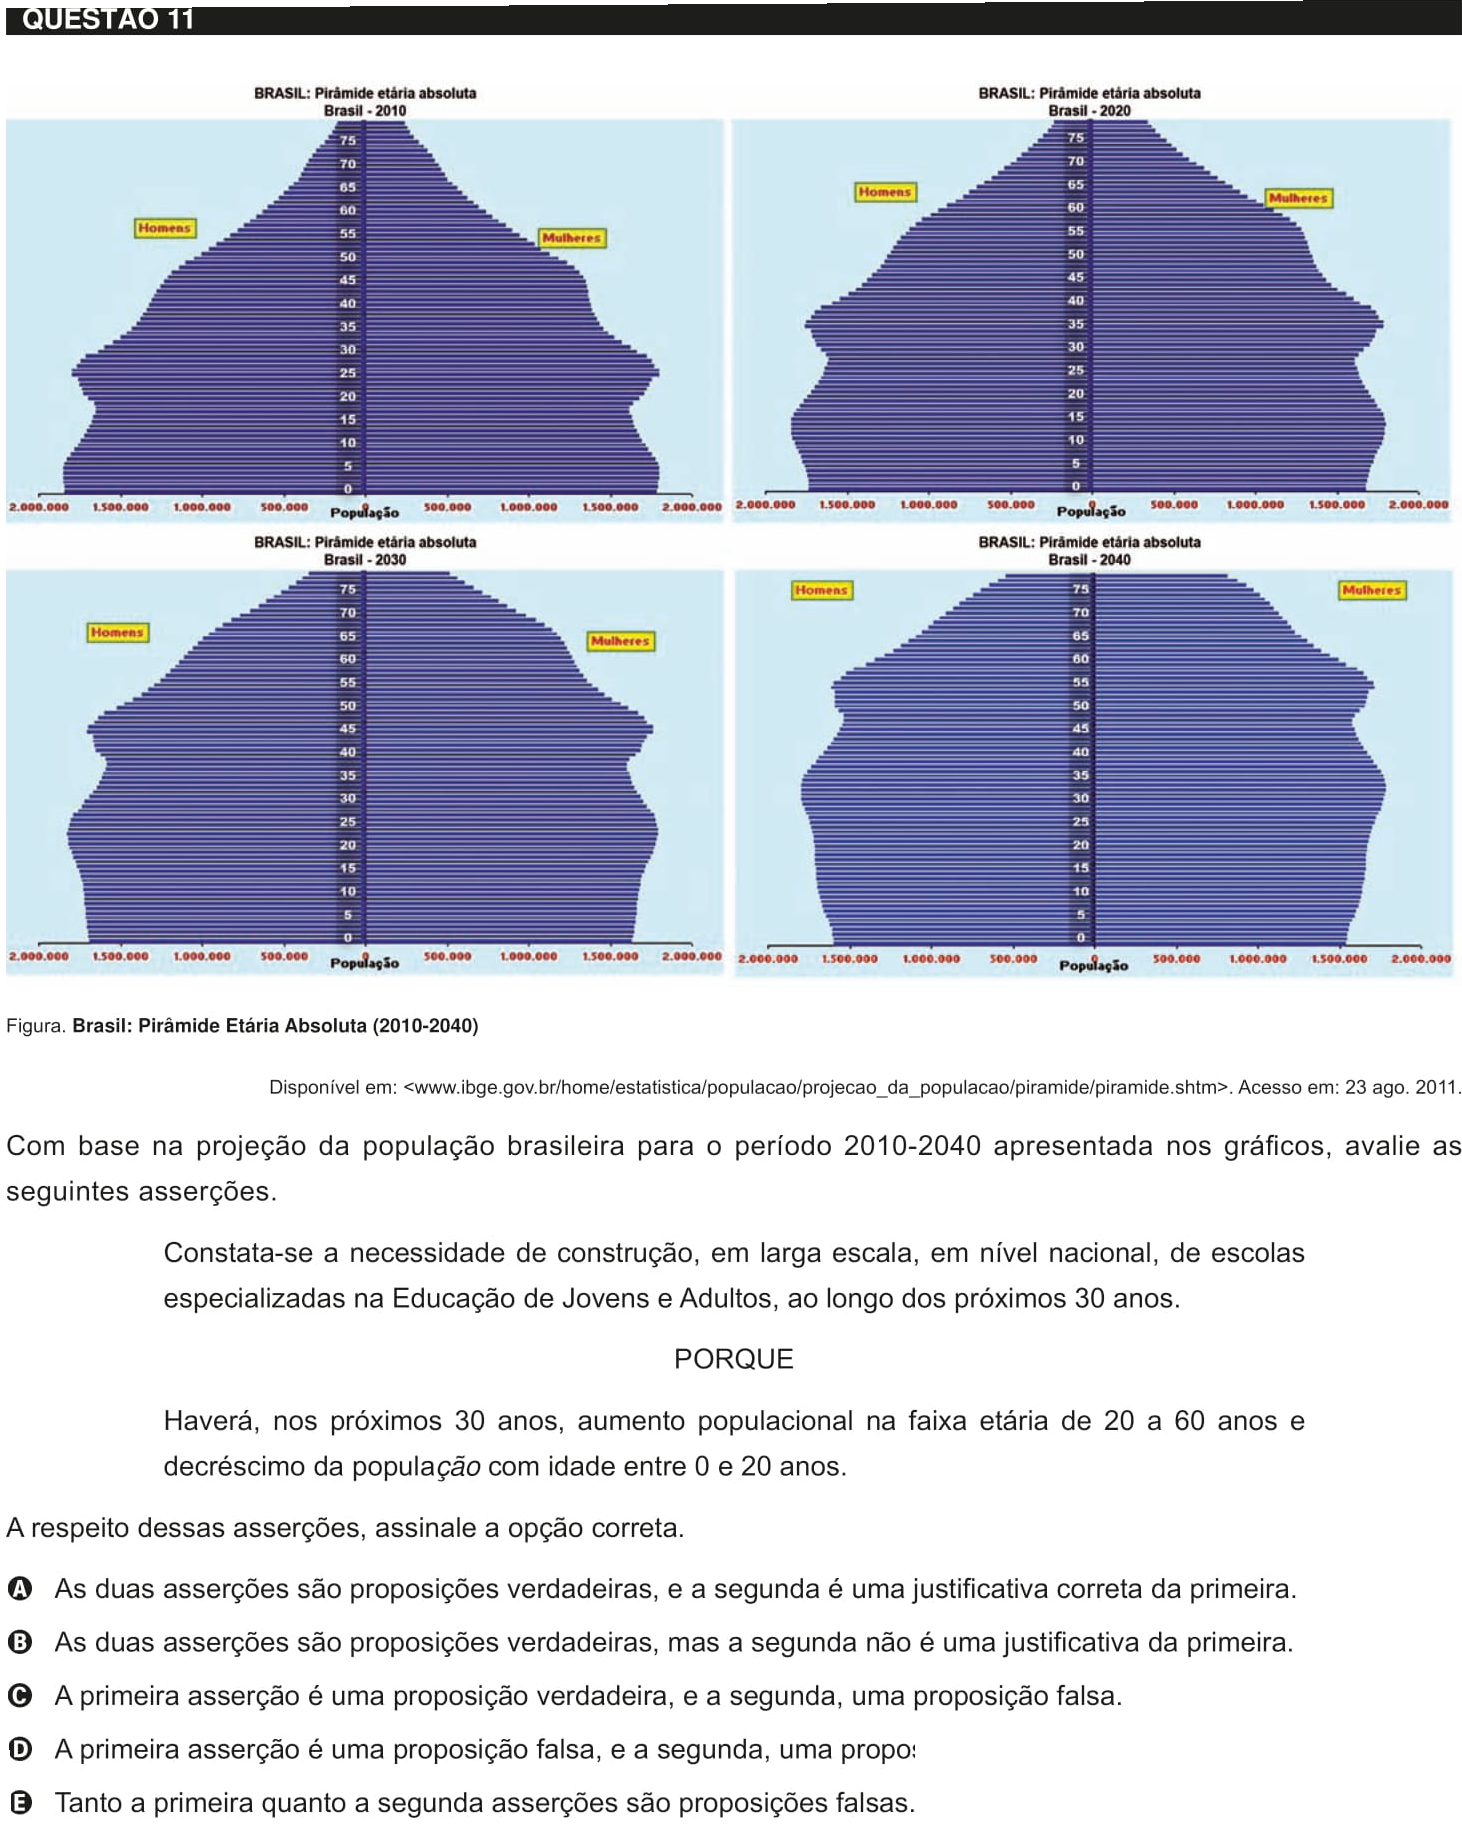 QUESTÃO 11
BRASIL: Pirâmide etária absoluta
Brasil - 2010
75
70
65
60
55
50
45
40
35
30
25
20
15
10
5
0
Homens
Mulheres
2.000.000 1.500.000 1.000.000 500.000 0 500.000 1.000.000 1.500.000 2.000.000
População
BRASIL: Pirâmide etária absoluta
Brasil - 2020
75
70
65
60
55
50
45
40
35
30
25
20
15
10
5
0
Homens
Mulheres
2.000.000 1.500.000 1.000.000 500.000 0 500.000 1.000.000 1.500.000 2.000.000
População
BRASIL: Pirâmide etária absoluta
Brasil - 2030
75
70
65
60
55
50
45
40
35
30
25
20
15
10
5
0
Homens
Mulheres
2.000.000 1.500.000 1.000.000 500.000 0 500.000 1.000.000 1.500.000 2.000.000
População
BRASIL: Pirâmide etária absoluta
Brasil - 2040
75
70
65
60
55
50
45
40
35
30
25
20
15
10
5
0
Homens
Mulheres
2.000.000 1.500.000 1.000.000 500.000 0 500.000 1.000.000 1.500.000 2.000.000
População
Figura. Brasil: Pirâmide Etária Absoluta (2010-2040)
Disponível em: <www.ibge.gov.br/home/estatistica/populacao/projecao_da_populacao/piramide/piramide.shtm>. Acesso em: 23 ago. 2011.
Com base na projeção da população brasileira para o período 2010-2040 apresentada nos gráficos, avalie as
seguintes asserções.
Constata-se a necessidade de construção, em larga escala, em nível nacional, de escolas
especializadas na Educação de Jovens e Adultos, ao longo dos próximos 30 anos.
PORQUE
Haverá, nos próximos 30 anos, aumento populacional na faixa etária de 20 a 60 anos e
decréscimo da população com idade entre 0 e 20 anos.
A respeito dessas asserções, assinale a opção correta.
A As duas asserções são proposições verdadeiras, e a segunda é uma justificativa correta da primeira.
B As duas asserções são proposições verdadeiras, mas a segunda não é uma justificativa da primeira.
C A primeira asserção é uma proposição verdadeira, e a segunda, uma proposição falsa.
D A primeira asserção é uma proposição falsa, e a segunda, uma
E Tanto a primeira quanto a segunda asserções são proposições falsas.